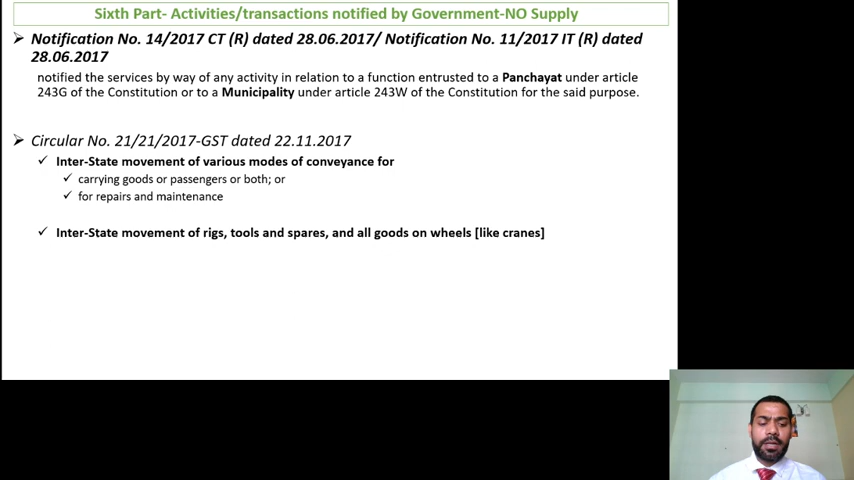 Sixth Part- Activities/transactions notified by Government-NO Supply
➢ Notification No. 14/2017 CT (R) dated 28.06.2017/ Notification No. 11/2017 IT (R) dated
28.06.2017
notified the services by way of any activity in relation to a function entrusted to a Panchayat under article
243G of the Constitution or to a Municipality under article 243W of the Constitution for the said purpose.
➢ Circular No. 21/21/2017-GST dated 22.11.2017
✓ Inter-State movement of various modes of conveyance for
✓ carrying goods or passengers or both; or
✓ for repairs and maintenance
✓ Inter-State movement of rigs, tools and spares, and all goods on wheels [like cranes]